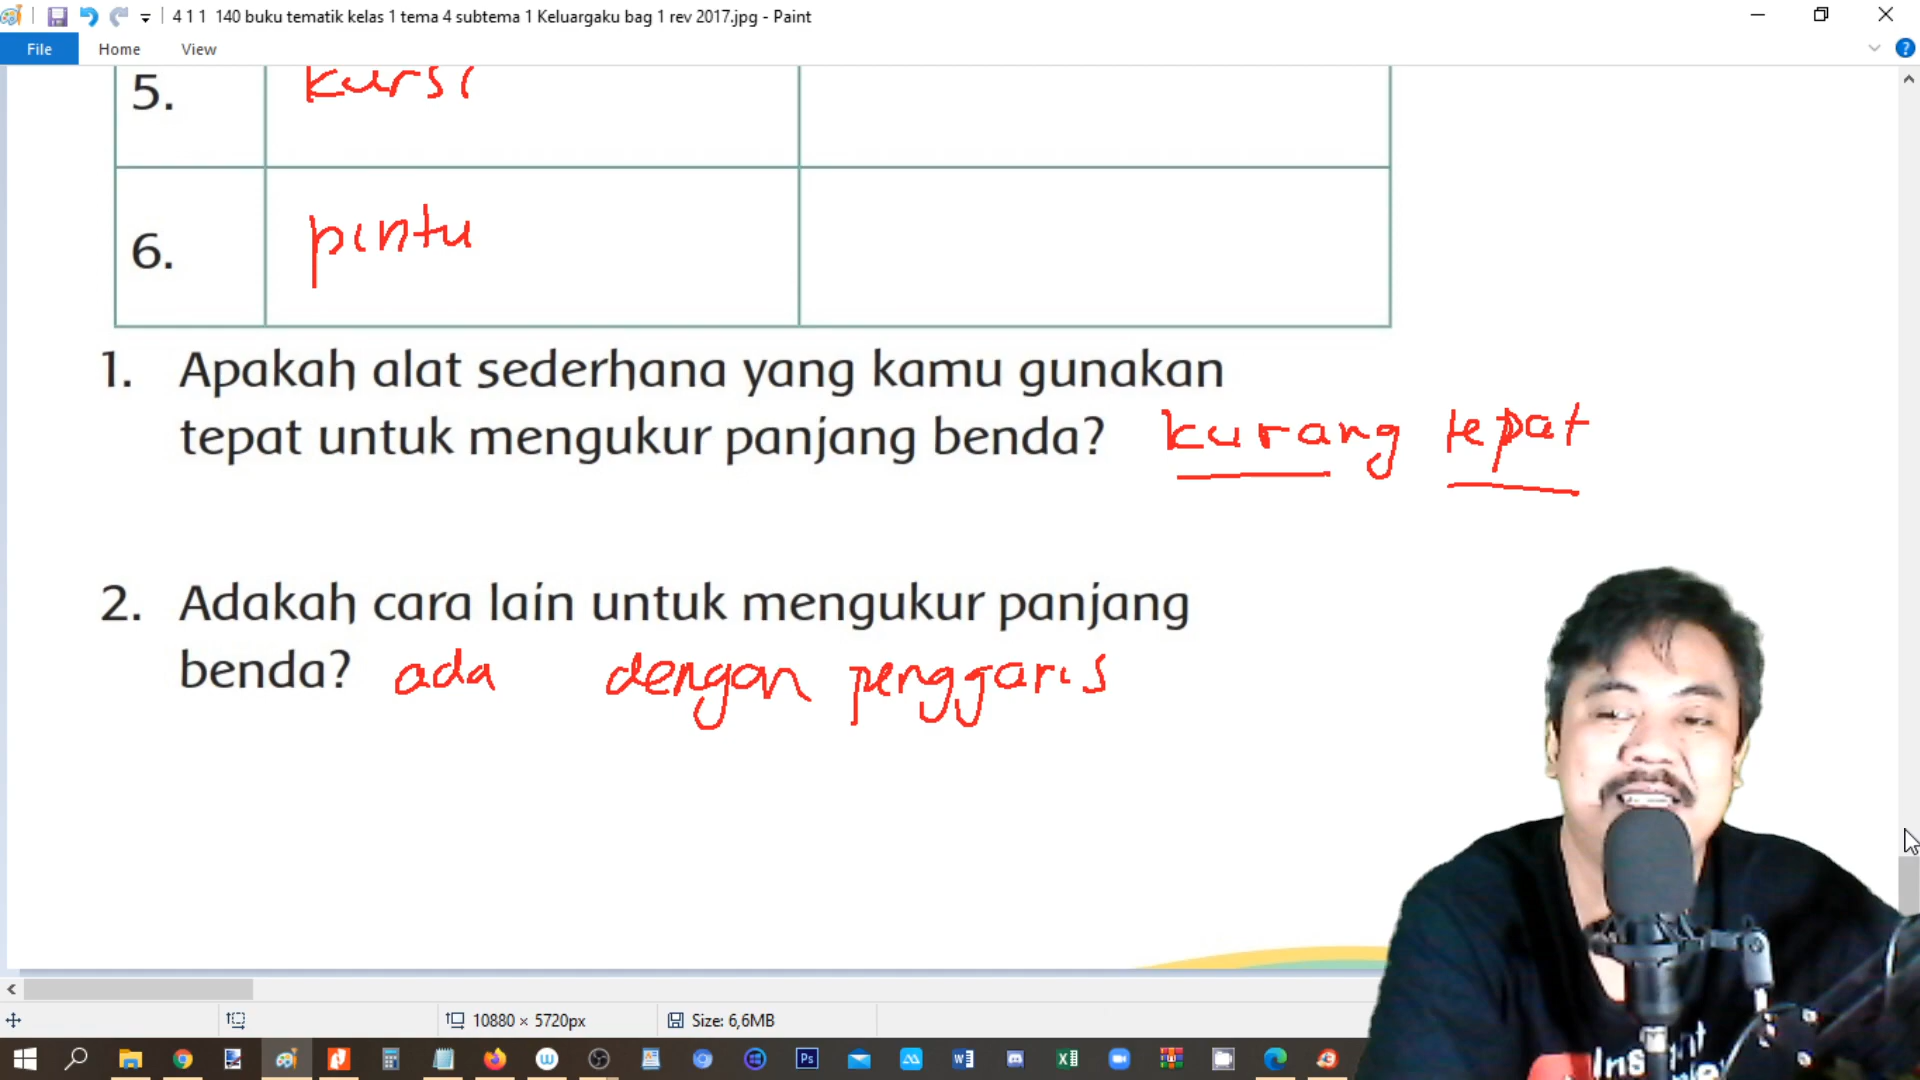 4 1 1 140 buku tematik kelas 1 tema 4 subtema 1 Keluargaku bag 1 rev 2017.jpg - Paint
File Home View
5. kursi
6. pintu
1. Apakah alat sederhana yang kamu gunakan
tepat untuk mengukur panjang benda? kurang tepat
2. Adakah cara lain untuk mengukur panjang
benda? ada dengan penggaris
10880 × 5720px Size: 6,6MB